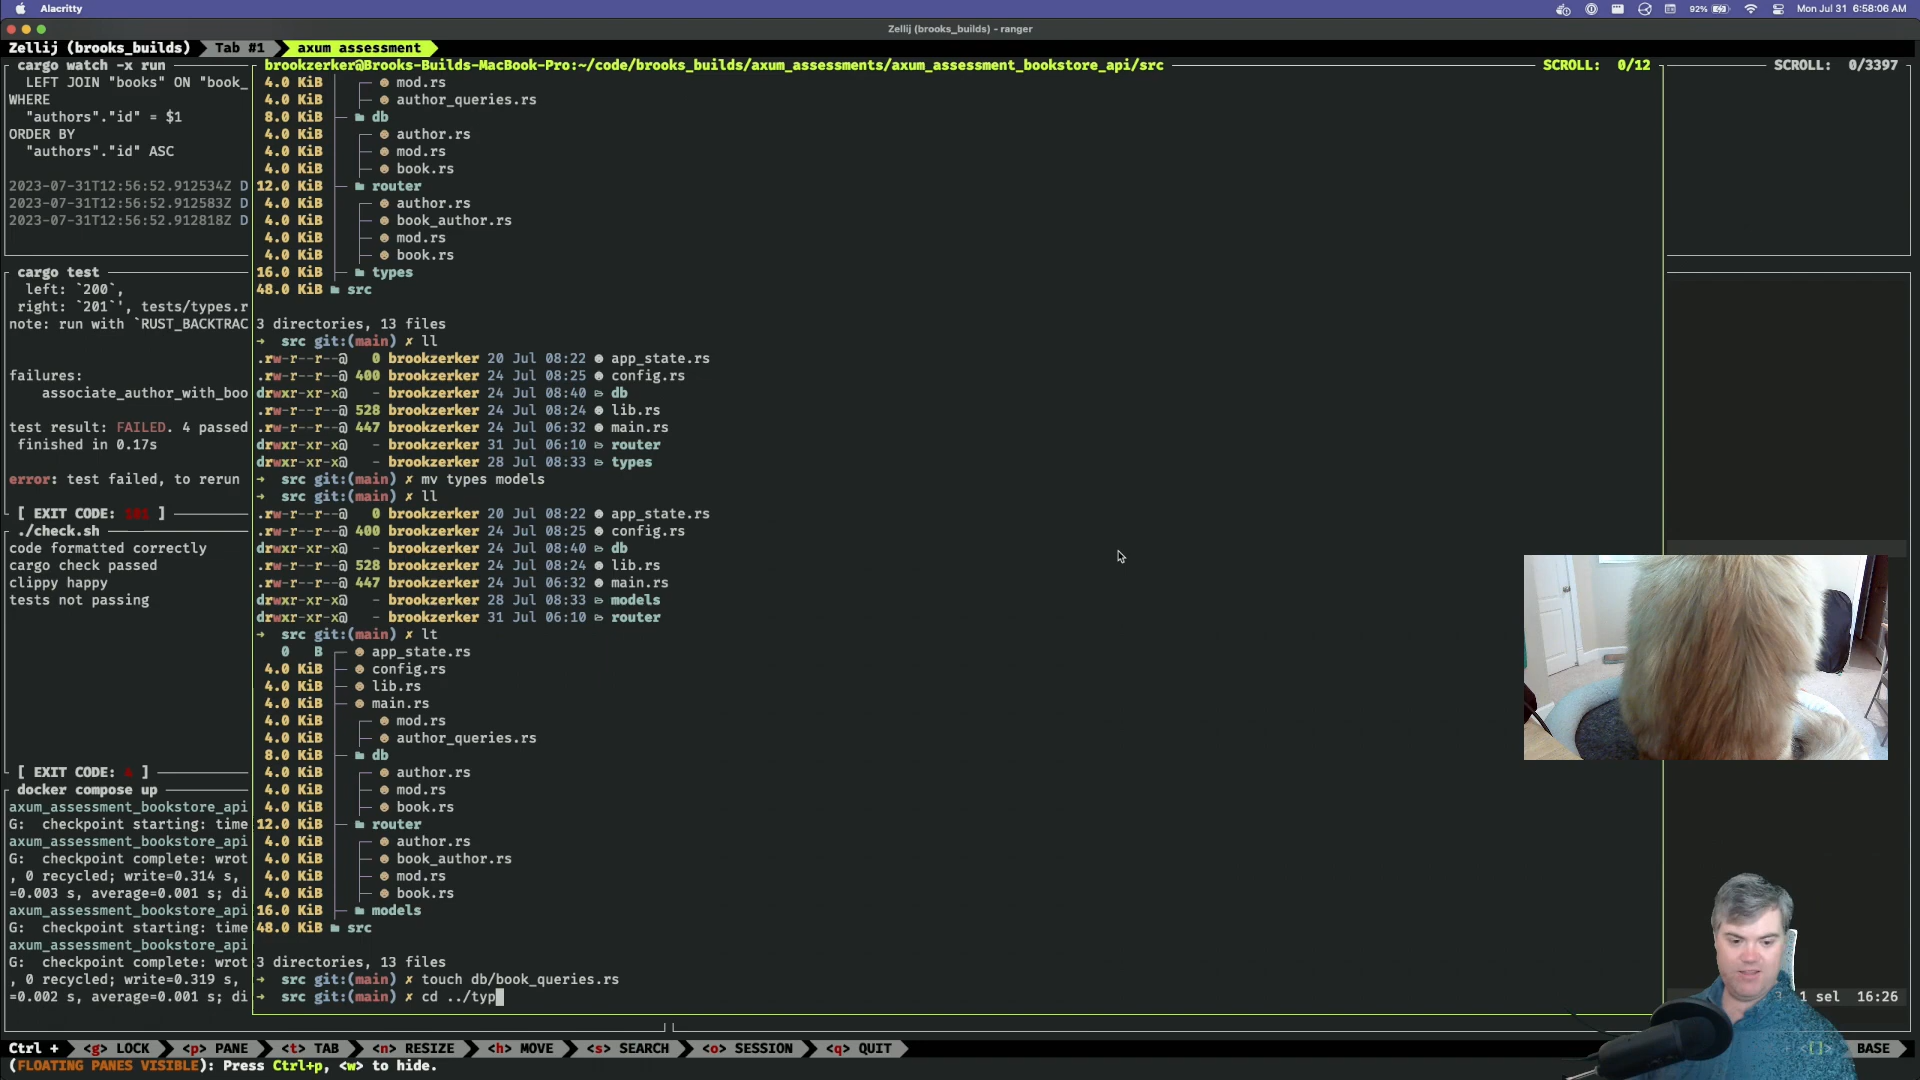 Alacritty
92%
Mon Jul 31 6:58:06 AM
Zellij (brooks_builds) - ranger
Zellij (brooks_builds) Tab #1 axum assessment
cargo watch -x run
LEFT JOIN "books" ON "book_
WHERE
"authors"."id" = $1
ORDER BY
"authors"."id" ASC
2023-07-31T12:56:52.912534Z D
2023-07-31T12:56:52.912583Z D
2023-07-31T12:56:52.912818Z D
cargo test
left: `200`,
right: `201`', tests/types.r
note: run with `RUST_BACKTRAC
failures:
associate_author_with_boo
test result: FAILED. 4 passed
finished in 0.17s
error: test failed, to rerun
[ EXIT CODE: ]
./check.sh
code formatted correctly
cargo check passed
clippy happy
tests not passing
[ EXIT CODE: ]
docker compose up
axum_assessment_bookstore_api
G: checkpoint starting: time
axum_assessment_bookstore_api
G: checkpoint complete: wrot
, 0 recycled; write=0.314 s,
=0.003 s, average=0.001 s; di
axum_assessment_bookstore_api
G: checkpoint starting: time
axum_assessment_bookstore_api
G: checkpoint complete: wrot
, 0 recycled; write=0.319 s,
=0.002 s, average=0.001 s; di
brookzerker@Brooks-Builds-MacBook-Pro:~/code/brooks_builds/axum_assessments/axum_assessment_bookstore_api/src SCROLL: 0/12
4.0 KiB mod.rs
4.0 KiB author_queries.rs
8.0 KiB db
4.0 KiB author.rs
4.0 KiB mod.rs
4.0 KiB book.rs
12.0 KiB router
4.0 KiB author.rs
4.0 KiB book_author.rs
4.0 KiB mod.rs
4.0 KiB book.rs
16.0 KiB types
48.0 KiB src
3 directories, 13 files
→ src git:(main) ✗ ll
.rw-r--r--@ 0 brookzerker 20 Jul 08:22 app_state.rs
.rw-r--r--@ 400 brookzerker 24 Jul 08:25 config.rs
drwxr-xr-x@ - brookzerker 24 Jul 08:40 db
.rw-r--r--@ 528 brookzerker 24 Jul 08:24 lib.rs
.rw-r--r--@ 447 brookzerker 24 Jul 06:32 main.rs
drwxr-xr-x@ - brookzerker 31 Jul 06:10 router
drwxr-xr-x@ - brookzerker 28 Jul 08:33 types
→ src git:(main) ✗ mv types models
→ src git:(main) ✗ ll
.rw-r--r--@ 0 brookzerker 20 Jul 08:22 app_state.rs
.rw-r--r--@ 400 brookzerker 24 Jul 08:25 config.rs
drwxr-xr-x@ - brookzerker 24 Jul 08:40 db
.rw-r--r--@ 528 brookzerker 24 Jul 08:24 lib.rs
.rw-r--r--@ 447 brookzerker 24 Jul 06:32 main.rs
drwxr-xr-x@ - brookzerker 28 Jul 08:33 models
drwxr-xr-x@ - brookzerker 31 Jul 06:10 router
→ src git:(main) ✗ lt
0 B app_state.rs
4.0 KiB config.rs
4.0 KiB lib.rs
4.0 KiB main.rs
4.0 KiB mod.rs
4.0 KiB author_queries.rs
8.0 KiB db
4.0 KiB author.rs
4.0 KiB mod.rs
4.0 KiB book.rs
12.0 KiB router
4.0 KiB author.rs
4.0 KiB book_author.rs
4.0 KiB mod.rs
4.0 KiB book.rs
16.0 KiB models
48.0 KiB src
3 directories, 13 files
→ src git:(main) ✗ touch db/book_queries.rs
→ src git:(main) ✗ cd ../typ
SCROLL: 0/3397
1 sel 16:26
Ctrl + <g> LOCK <p> PANE <t> TAB <n> RESIZE <h> MOVE <s> SEARCH <o> SESSION <q> QUIT <[]> BASE
(FLOATING PANES VISIBLE): Press Ctrl+p, <w> to hide.